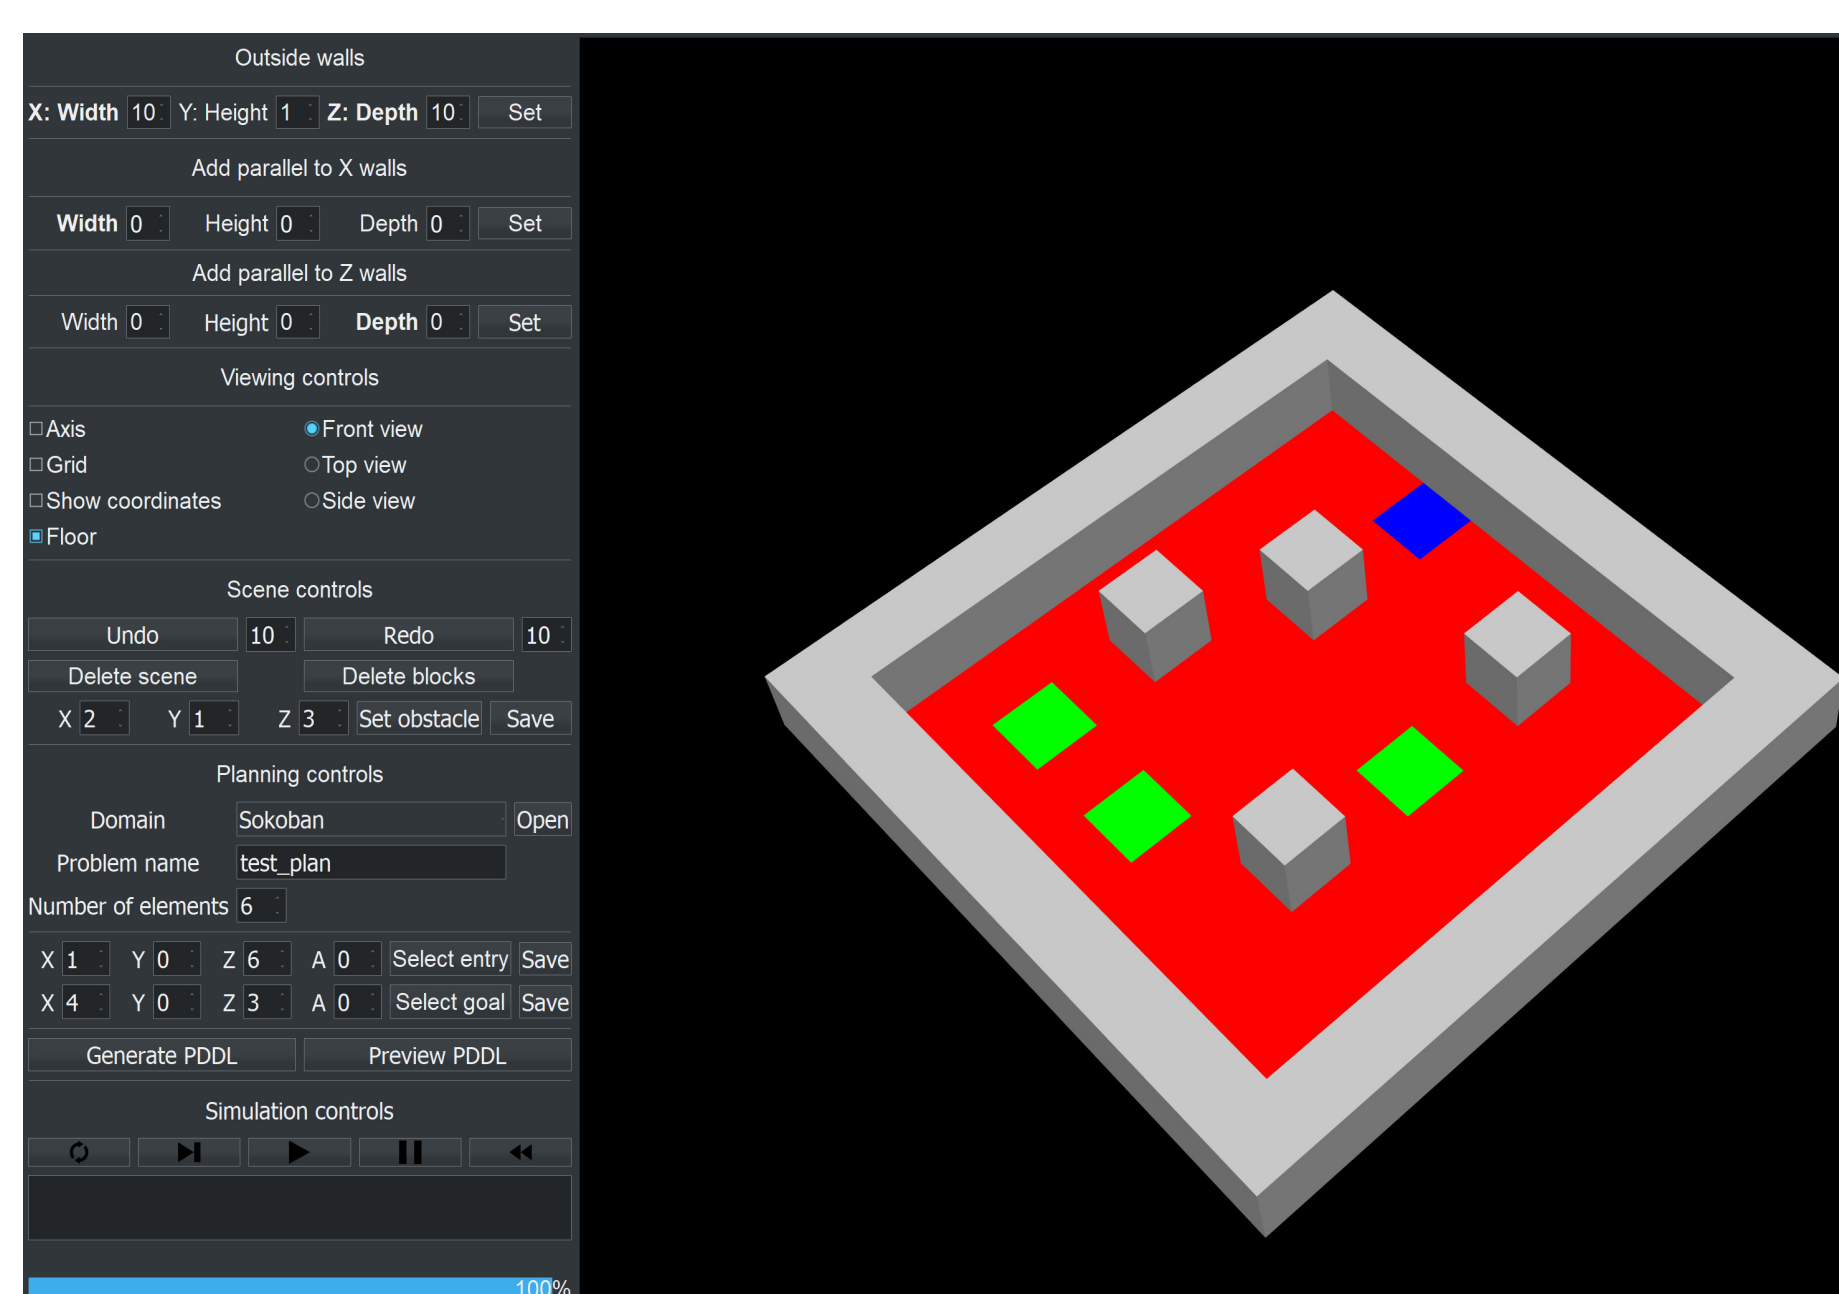 Outside walls
X: Width 10 Y: Height 1 Z: Depth 10 Set
Add parallel to X walls
Width 0 Height 0 Depth 0 Set
Add parallel to Z walls
Width 0 Height 0 Depth 0 Set
Viewing controls
Axis Front view
Grid Top view
Show coordinates Side view
Floor
Scene controls
Undo 10 Redo 10
Delete scene Delete blocks
X 2 Y 1 Z 3 Set obstacle Save
Planning controls
Domain Sokoban Open
Problem name test_plan
Number of elements 6
X 1 Y 0 Z 6 A 0 Select entry Save
X 4 Y 0 Z 3 A 0 Select goal Save
Generate PDDL Preview PDDL
Simulation controls
100%